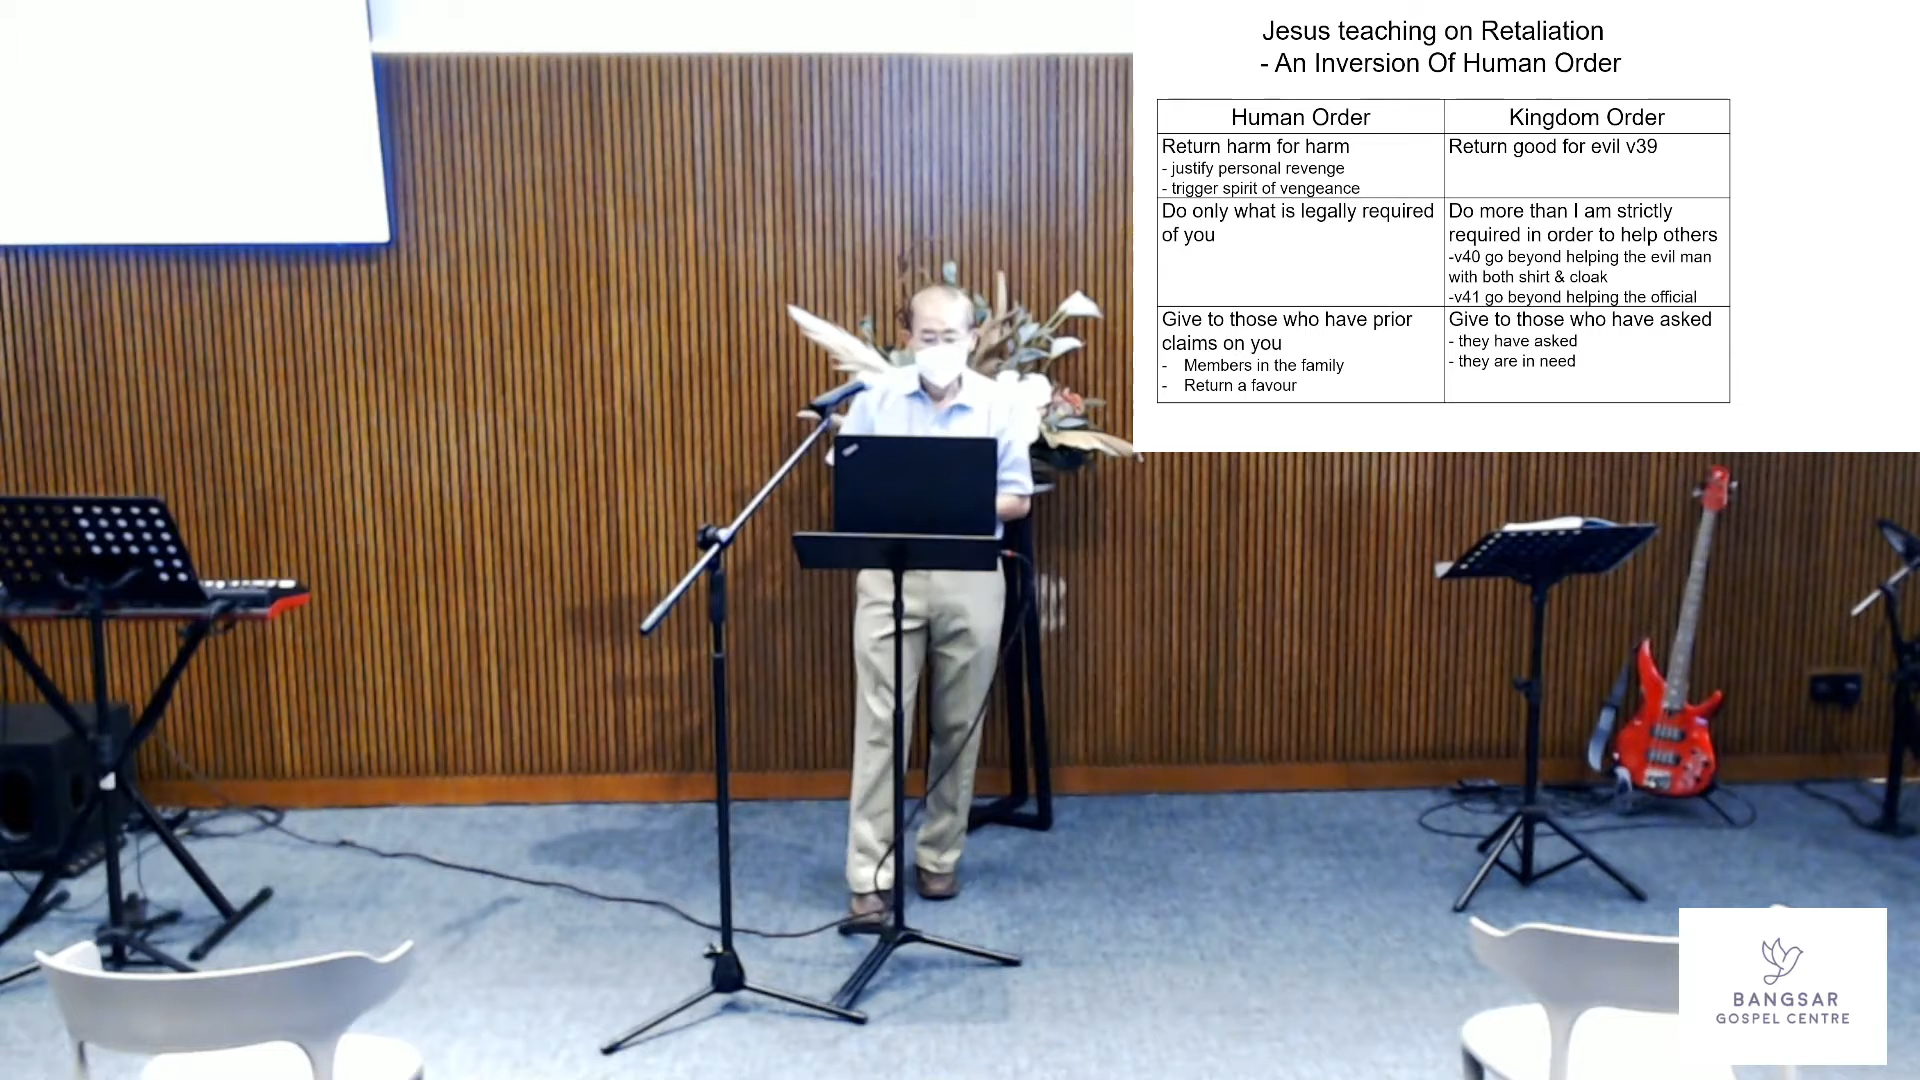 Jesus teaching on Retaliation
- An Inversion Of Human Order
Human Order
Kingdom Order
Return harm for harm
- justify personal revenge
- trigger spirit of vengeance
Return good for evil v39
Do only what is legally required
of you
Do more than I am strictly
required in order to help others
-v40 go beyond helping the evil man
with both shirt & cloak
-v41 go beyond helping the official
Give to those who have prior
claims on you
- Members in the family
- Return a favour
Give to those who have asked
- they have asked
- they are in need
BANGSAR
GOSPEL CENTRE